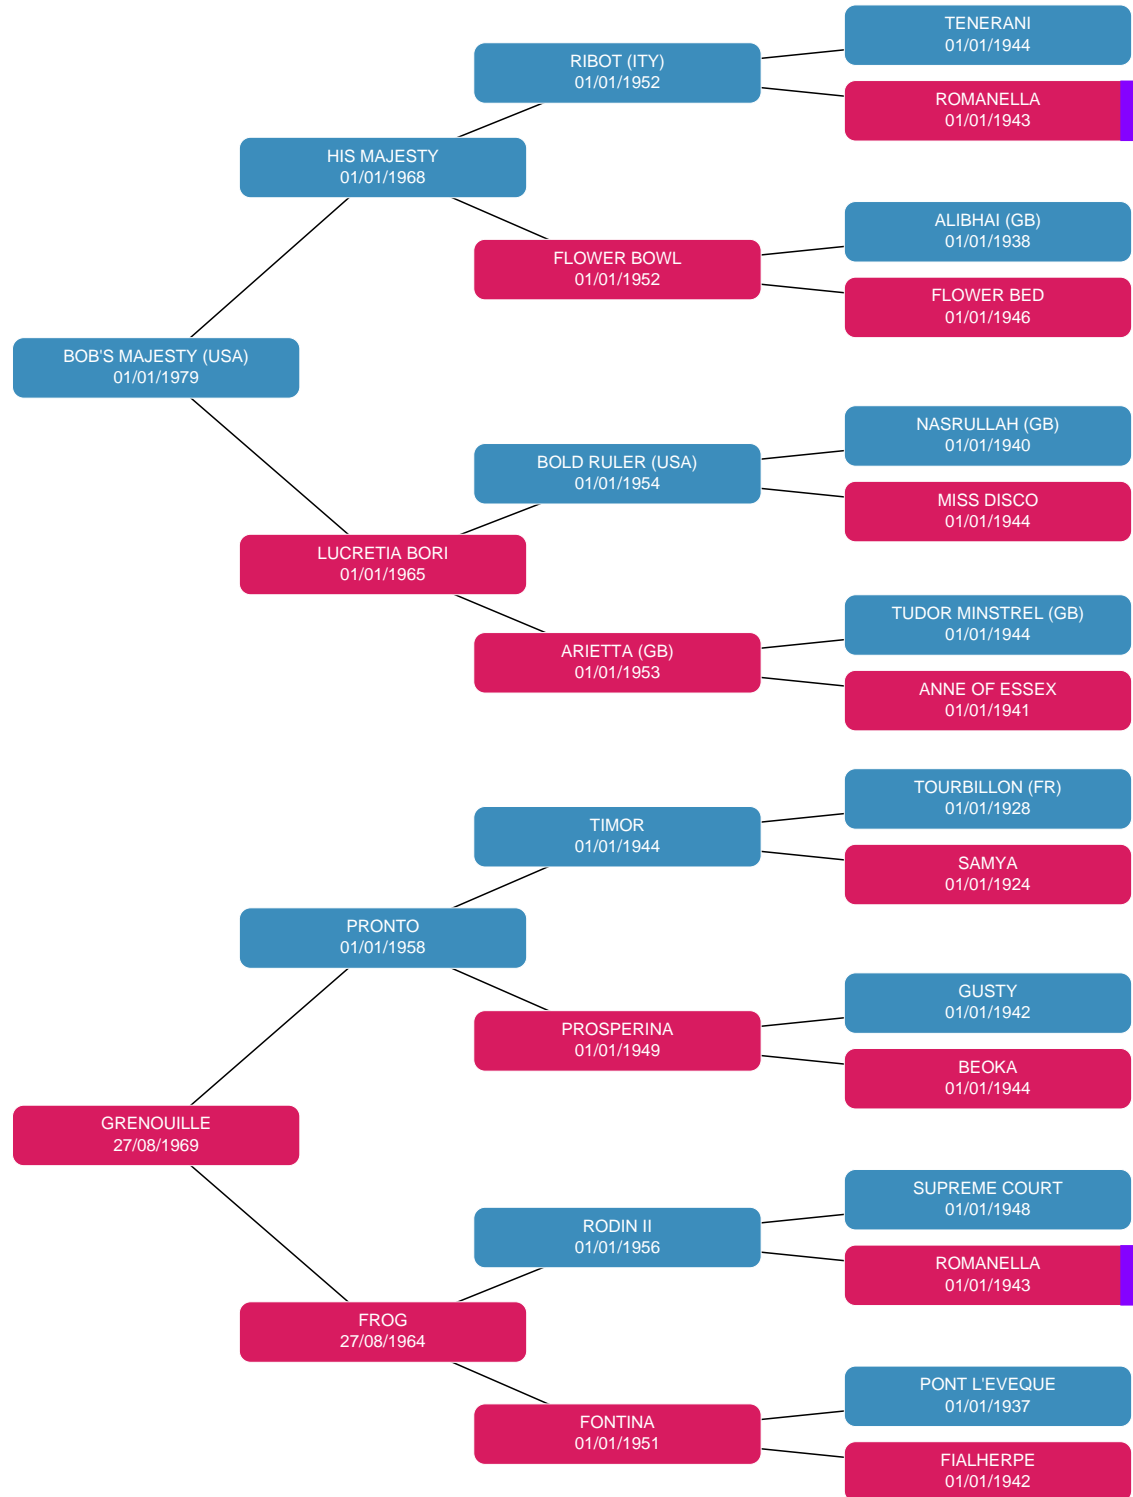 TENERANI
01/01/1944
RIBOT (ITY)
01/01/1952
ROMANELLA
01/01/1943
HIS MAJESTY
01/01/1968
ALIBHAI (GB)
01/01/1938
FLOWER BOWL
01/01/1952
FLOWER BED
01/01/1946
BOB'S MAJESTY (USA)
01/01/1979
NASRULLAH (GB)
01/01/1940
BOLD RULER (USA)
01/01/1954
MISS DISCO
01/01/1944
LUCRETIA BORI
01/01/1965
TUDOR MINSTREL (GB)
01/01/1944
ARIETTA (GB)
01/01/1953
ANNE OF ESSEX
01/01/1941
TOURBILLON (FR)
01/01/1928
TIMOR
01/01/1944
SAMYA
01/01/1924
PRONTO
01/01/1958
GUSTY
01/01/1942
PROSPERINA
01/01/1949
BEOKA
01/01/1944
GRENOUILLE
27/08/1969
SUPREME COURT
01/01/1948
RODIN II
01/01/1956
ROMANELLA
01/01/1943
FROG
27/08/1964
PONT L'EVEQUE
01/01/1937
FONTINA
01/01/1951
FIALHERPE
01/01/1942